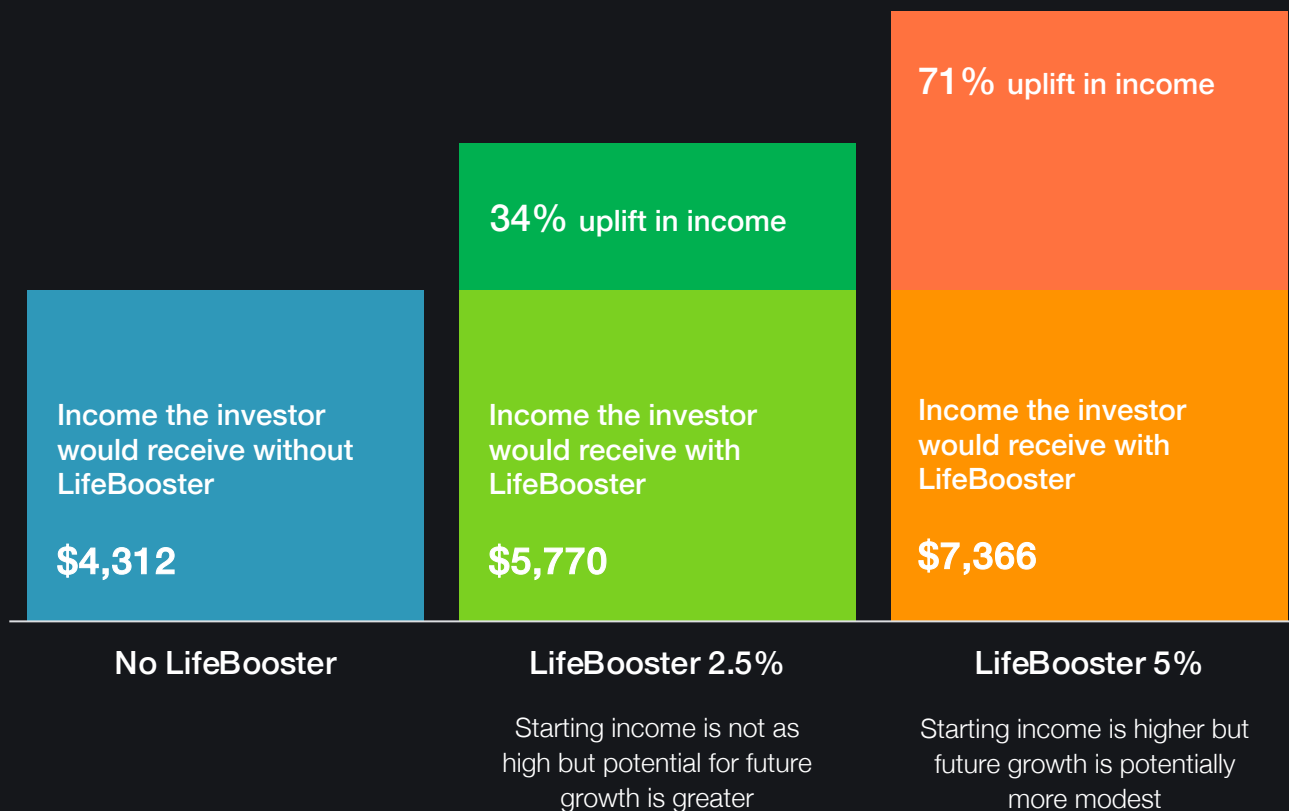 71% uplift in income
34% uplift in income
Income the investor
would receive without
LifeBooster
$4,312
Income the investor
would receive with
LifeBooster
$5,770
Income the investor
would receive with
LifeBooster
$7,366
No LifeBooster
LifeBooster 2.5%
Starting income is not as
high but potential for future
growth is greater
LifeBooster 5%
Starting income is higher but
future growth is potentially
more modest